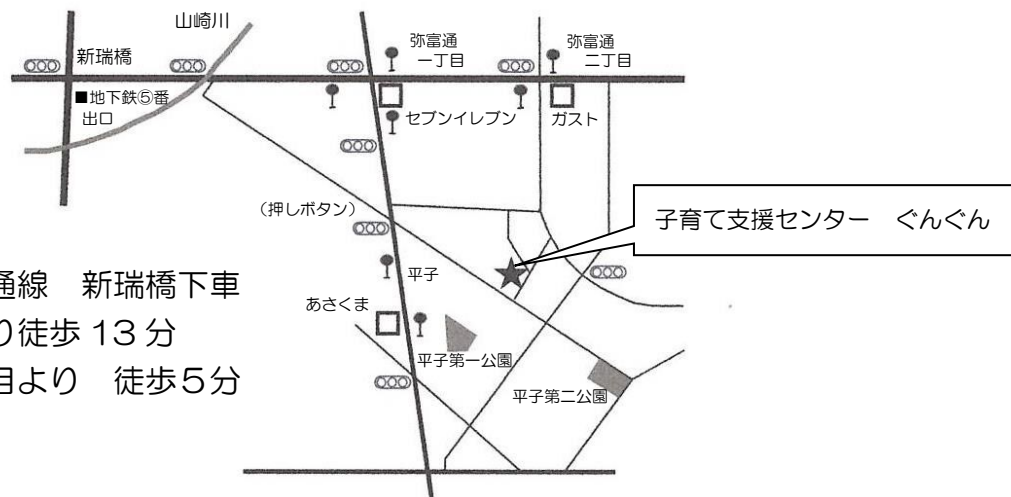 山崎川
新瑞橋
弥富通
一丁目
弥富通
二丁目
■地下鉄⑤番
出口
セブンイレブン
ガスト
（押しボタン）
子育て支援センター　ぐんぐん
平子
あさくま
平子第一公園
平子第二公園
通線　新瑞橋下車
り徒歩 13 分
目より　徒歩５分